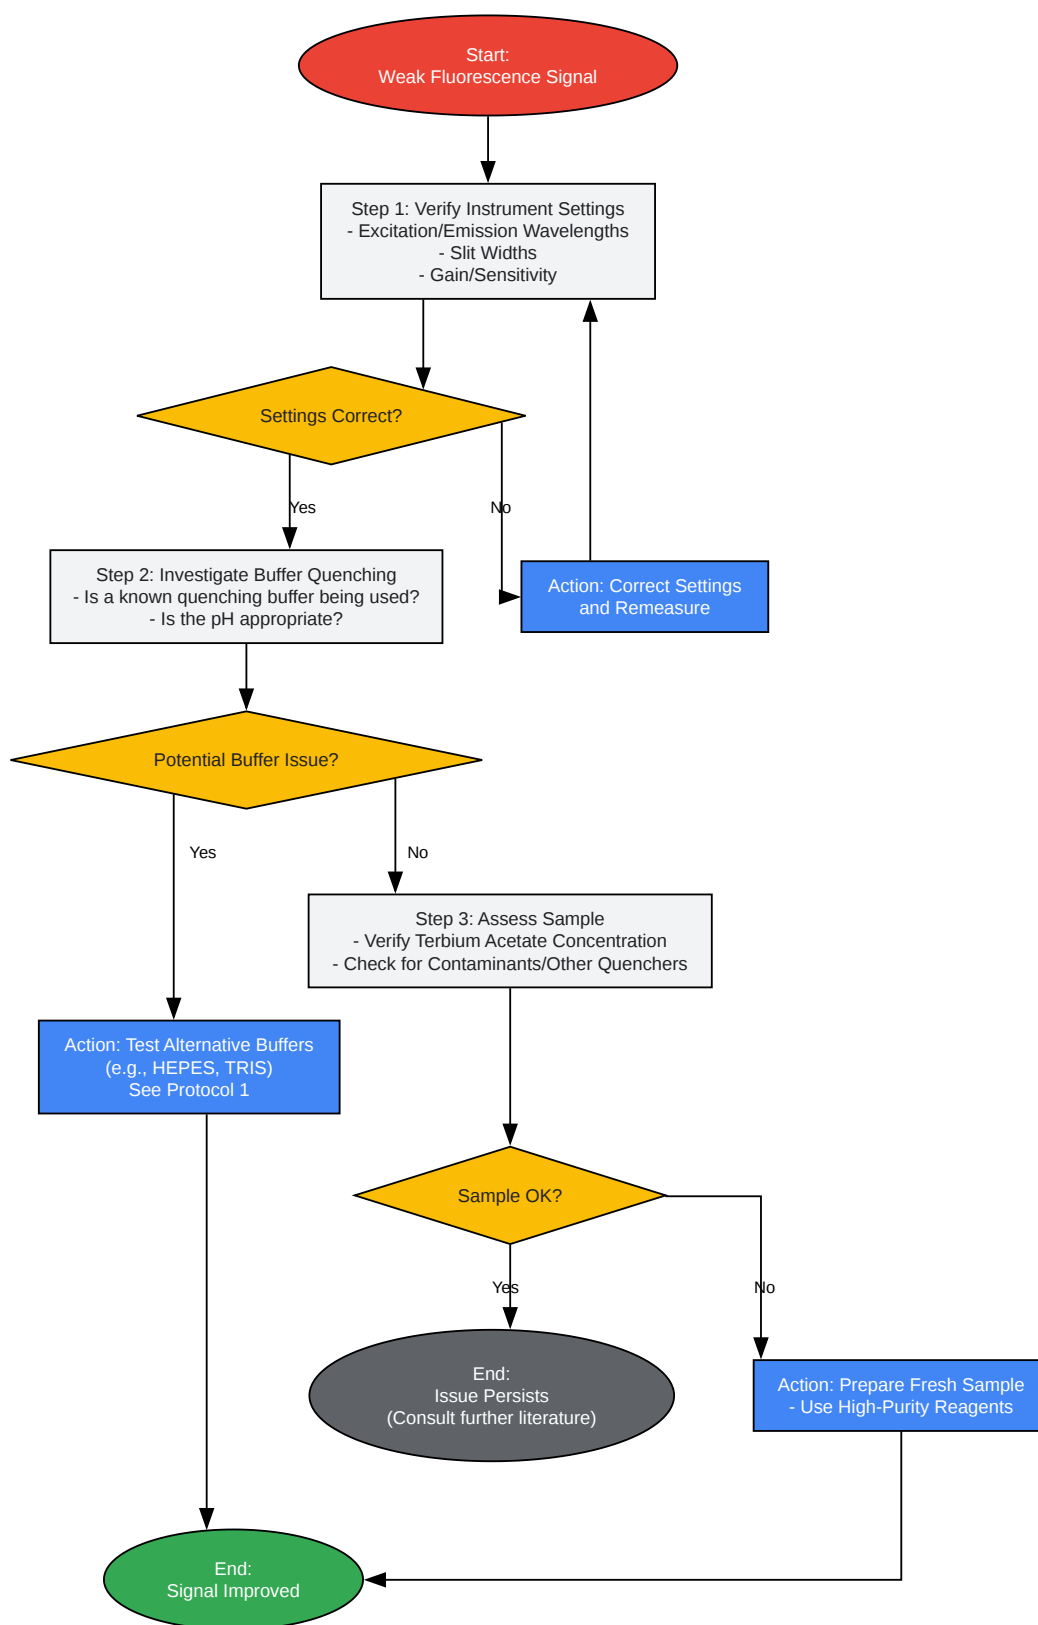 Start:
Weak Fluorescence Signal
Step 1: Verify Instrument Settings
- Excitation/Emission Wavelengths
- Slit Widths
- Gain/Sensitivity
Settings Correct?
Yes
No
Step 2: Investigate Buffer Quenching
- Is a known quenching buffer being used?
- Is the pH appropriate?
Action: Correct Settings
and Remeasure
Potential Buffer Issue?
Yes
No
Step 3: Assess Sample
- Verify Terbium Acetate Concentration
- Check for Contaminants/Other Quenchers
Action: Test Alternative Buffers
(e.g., HEPES, TRIS)
See Protocol 1
Sample OK?
Yes
No
End:
Issue Persists
(Consult further literature)
Action: Prepare Fresh Sample
- Use High-Purity Reagents
End:
Signal Improved